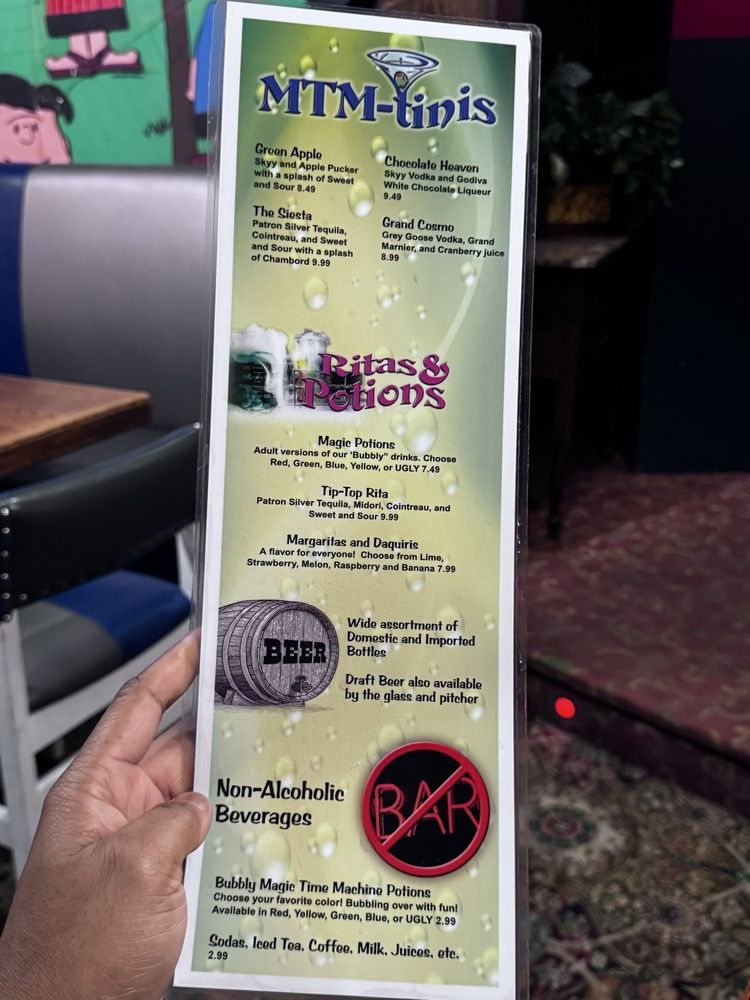 MTM-tinis
Green Apple
Skyy and Apple Pucker
with a splash of Sweet
and Sour 8.49
Chocolate Heaven
Skyy Vodka and Godiva
White Chocolate Liqueur
9.49
The Siesta
Patron Silver Tequila,
Cointreau, and Sweet
and Sour with a splash
of Chambord 9.99
Grand Cosmo
Grey Goose Vodka, Grand
Marnier, and Cranberry juice
8.99
Ritas &
Potions
Magic Potions
Adult versions of our 'Bubbly" drinks. Choose
Red, Green, Blue, Yellow, or UGLY 7.49
Tip-Top Rita
Patron Silver Tequila, Midori, Cointreau, and
Sweet and Sour 9.99
Margaritas and Daquiris
A flavor for everyone! Choose from Lime,
Strawberry, Melon, Raspberry and Banana 7.99
BEER
Wide assortment of
Domestic and Imported
Bottles
Draft Beer also available
by the glass and pitcher
Non-Alcoholic
Beverages
BAR
Bubbly Magic Time Machine Potions
Choose your favorite color! Bubbling over with fun!
Available in Red, Yellow, Green, Blue, or UGLY 2.99
Sodas, Iced Tea, Coffee, Milk, Juices, etc.
2.99